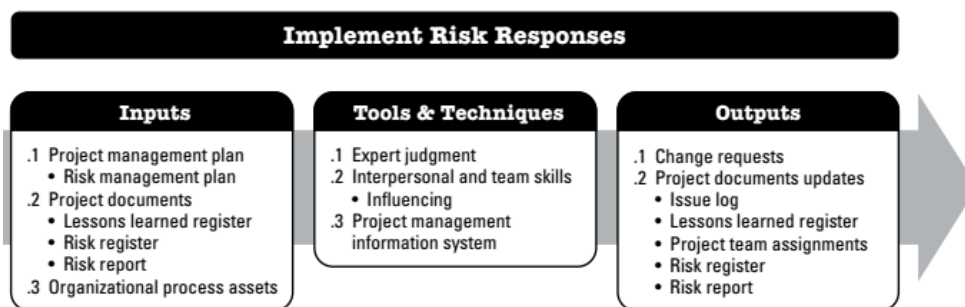 Implement Risk Responses
Inputs
.1 Project management plan
• Risk management plan
.2 Project documents
• Lessons learned register
• Risk register
• Risk report
.3 Organizational process assets
Tools & Techniques
.1 Expert judgment
.2 Interpersonal and team skills
• Influencing
.3 Project management
information system
Outputs
.1 Change requests
.2 Project documents updates
• Issue log
• Lessons learned register
• Project team assignments
• Risk register
• Risk report